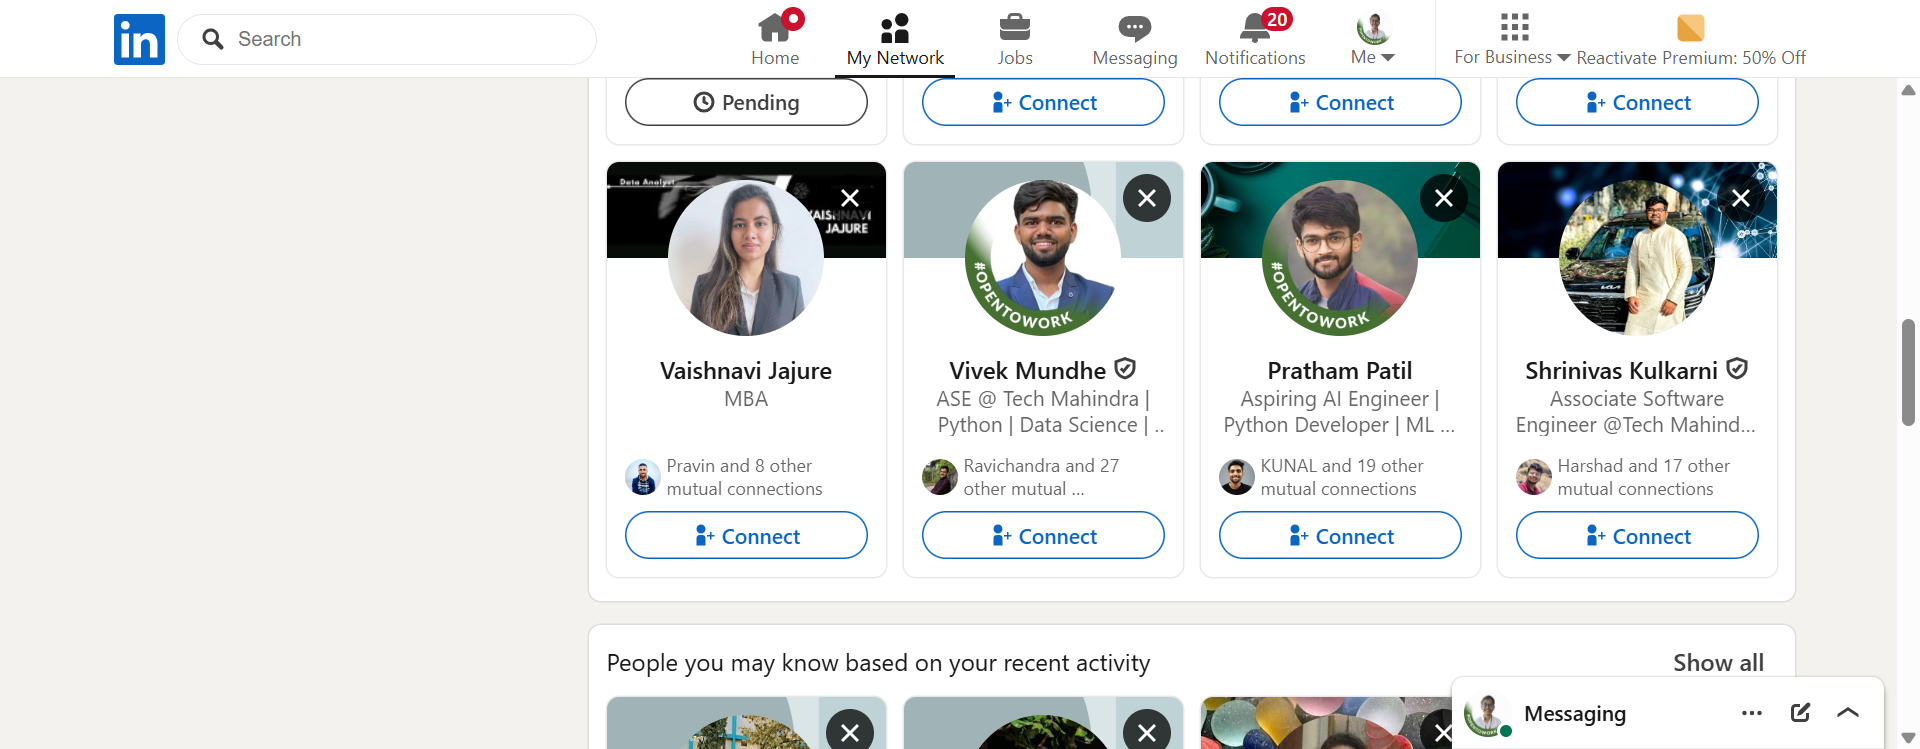 in
Search
Home
My Network
Jobs
Messaging
20
Notifications
Me
For Business
Reactivate Premium: 50% Off
Pending
Connect
Connect
Connect
Data Analyst
VAISHNAVI
JAJURE
Vaishnavi Jajure
MBA
Pravin and 8 other
mutual connections
Connect
#OPENTOWORK
Vivek Mundhe
ASE @ Tech Mahindra |
Python | Data Science | ..
Ravichandra and 27
other mutual ...
Connect
#OPENTOWORK
Pratham Patil
Aspiring AI Engineer |
Python Developer | ML ...
KUNAL and 19 other
mutual connections
Connect
Shrinivas Kulkarni
Associate Software
Engineer @Tech Mahind...
Harshad and 17 other
mutual connections
Connect
People you may know based on your recent activity
Show all
Messaging